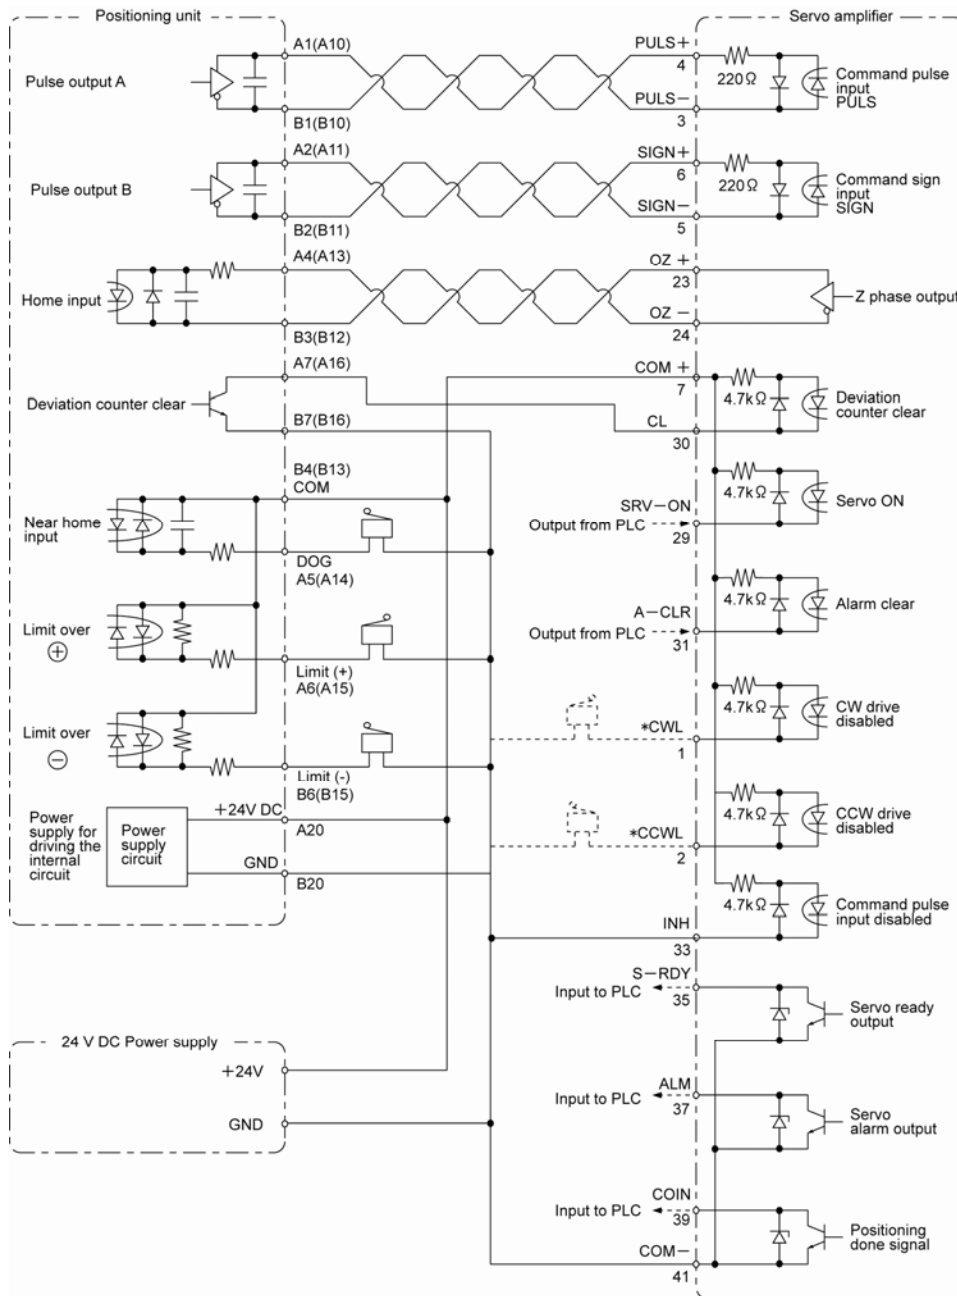 Positioning unit
Servo amplifier
A1(A10)
PULS+
4
Pulse output A
220Ω
Command pulse
input
PULS
PULS−
B1(B10)
3
A2(A11)
SIGN+
6
Pulse output B
220Ω
Command sign
input
SIGN
SIGN−
B2(B11)
5
A4(A13)
OZ +
23
Home input
Z phase output
OZ −
B3(B12)
24
A7(A16)
COM +
7
Deviation counter clear
4.7kΩ
Deviation
counter clear
B7(B16)
CL
30
B4(B13)
COM
4.7kΩ
Servo ON
SRV−ON
Output from PLC
29
Near home
input
DOG
A5(A14)
4.7kΩ
Alarm clear
A−CLR
Output from PLC
31
Limit over
+
Limit (+)
A6(A15)
4.7kΩ
CW drive
disabled
*CWL
1
Limit over
−
Limit (-)
B6(B15)
4.7kΩ
CCW drive
disabled
*CCWL
2
Power
supply for
driving the
internal
circuit
Power
supply
circuit
+24V DC
A20
GND
B20
4.7kΩ
Command pulse
input disabled
INH
33
S−RDY
Input to PLC
35
Servo ready
output
24 V DC Power supply
+24V
GND
ALM
Input to PLC
37
Servo
alarm output
COIN
Input to PLC
39
Positioning
done signal
COM−
41